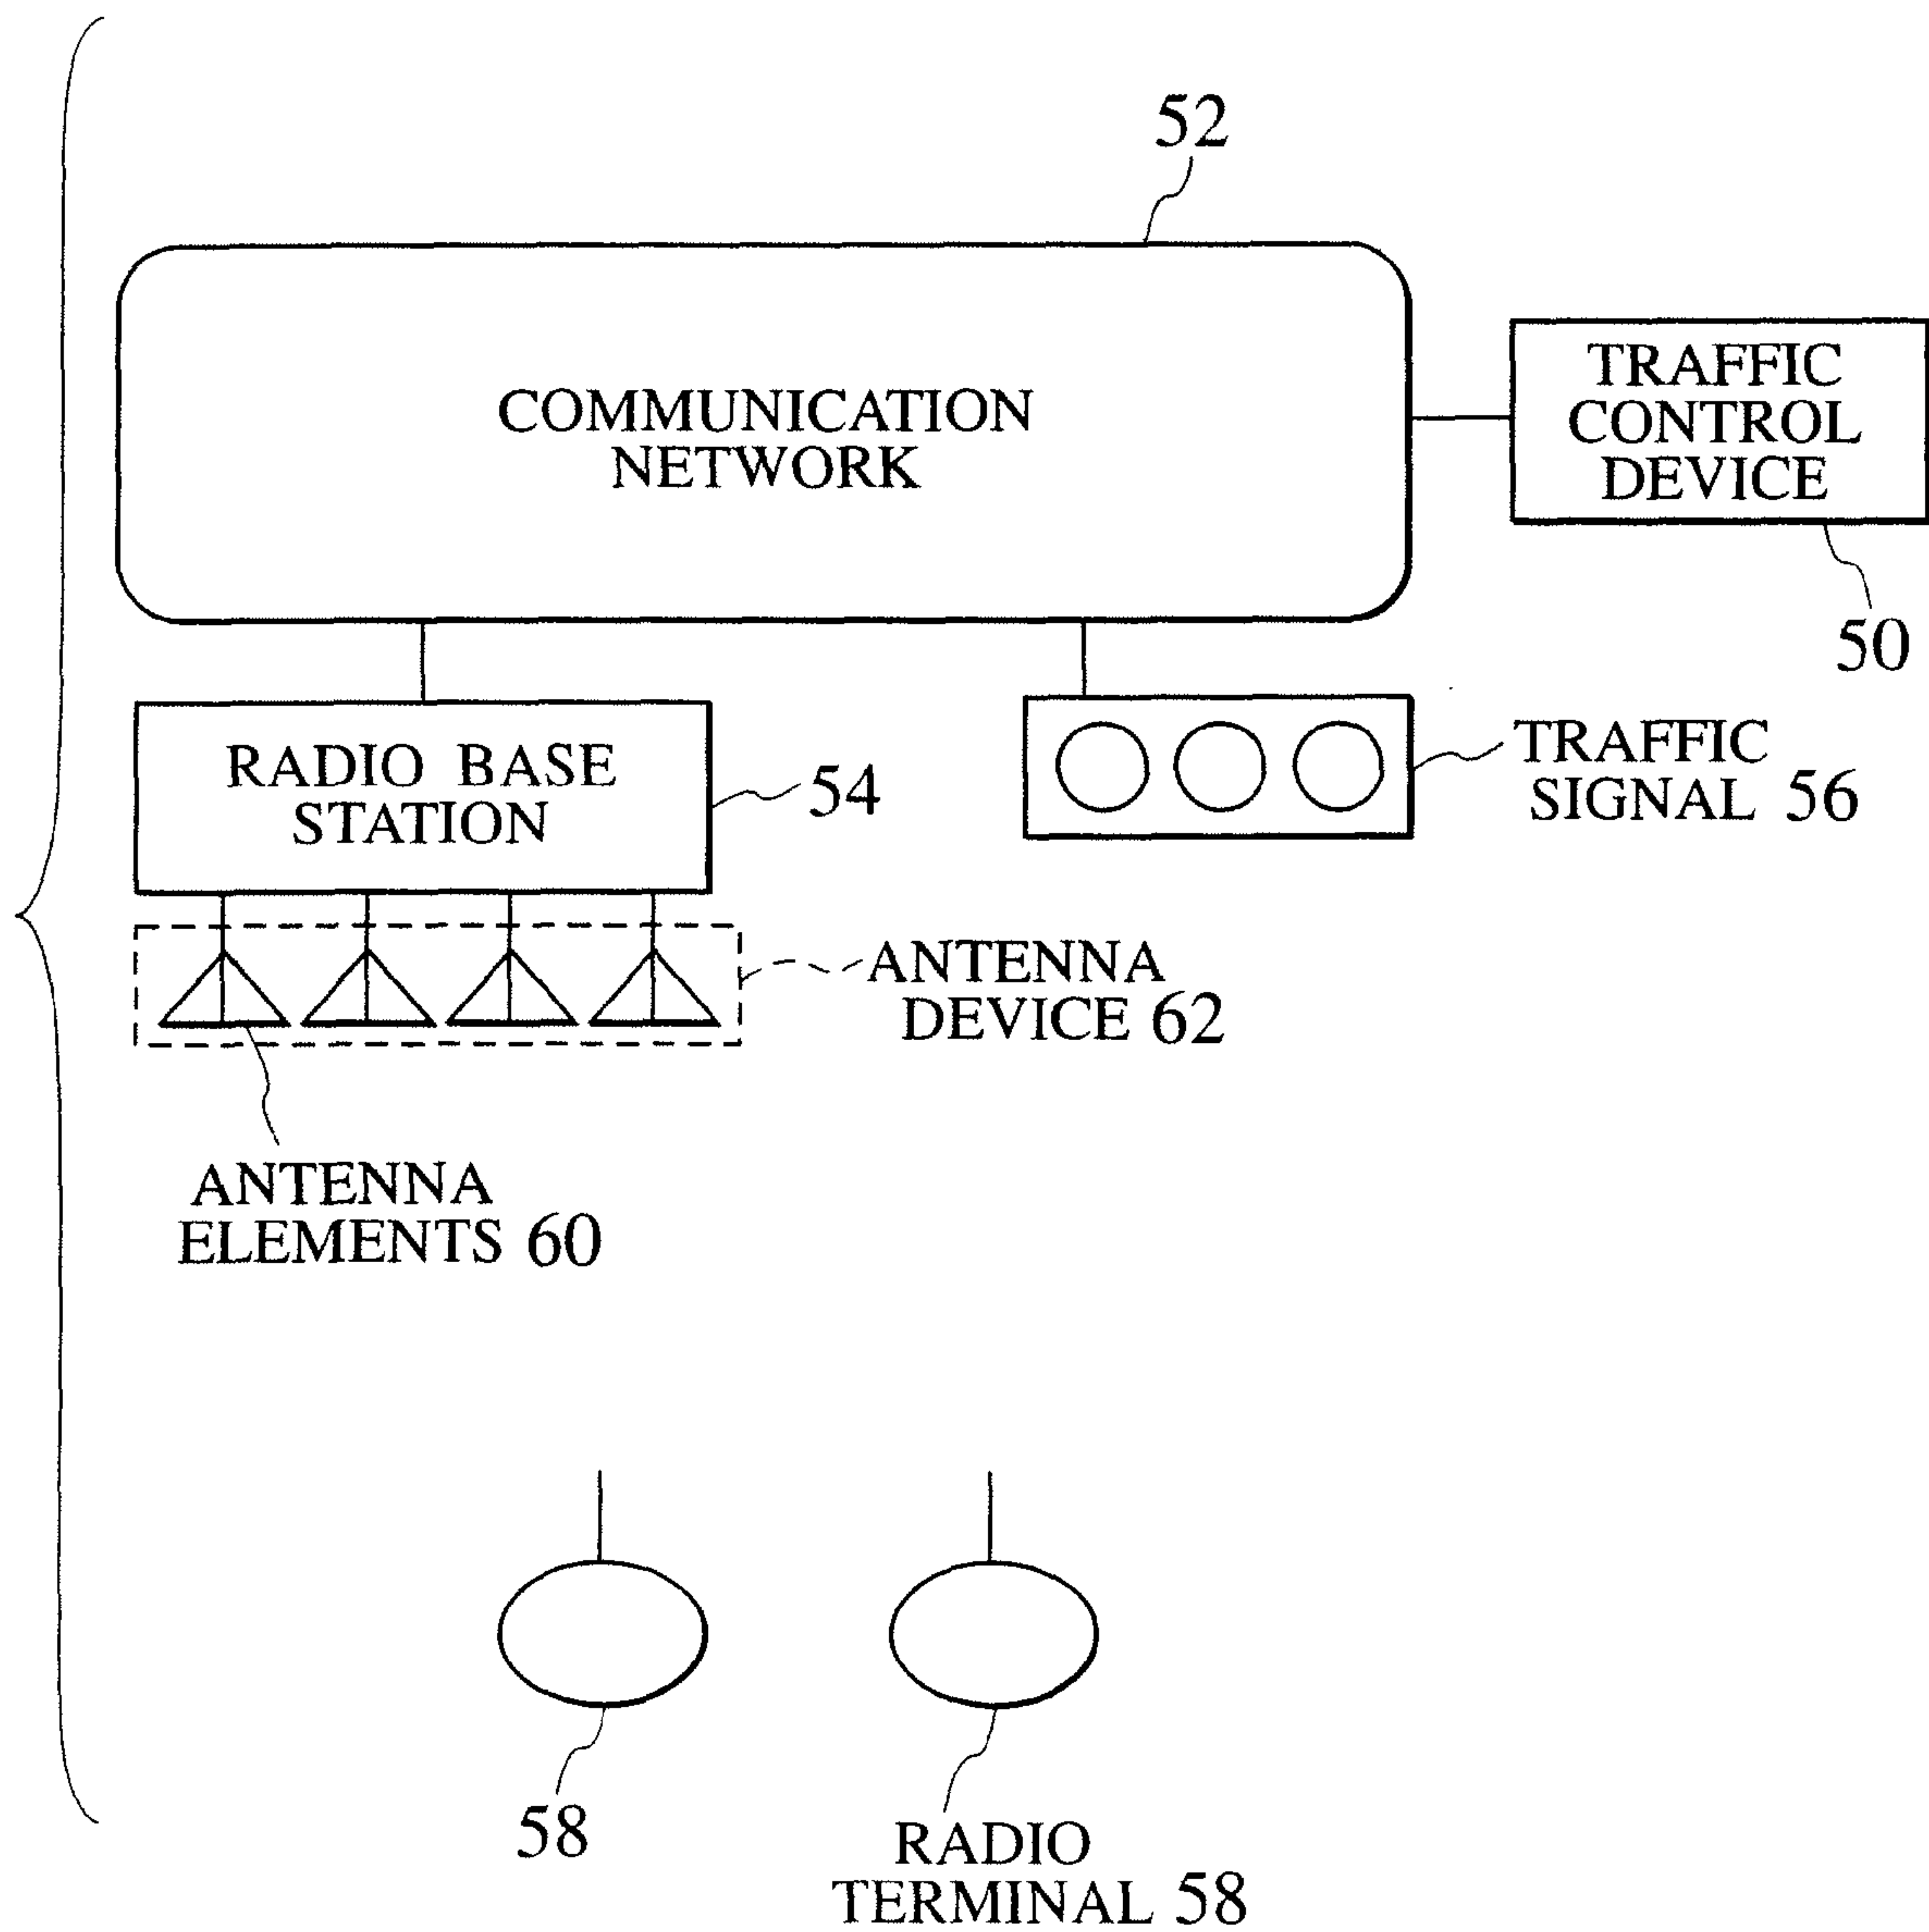 52
COMMUNICATION
NETWORK
TRAFFIC
CONTROL
DEVICE
50
RADIO BASE
STATION
54
TRAFFIC
SIGNAL 56
ANTENNA
DEVICE 62
ANTENNA
ELEMENTS 60
58
RADIO
TERMINAL 58